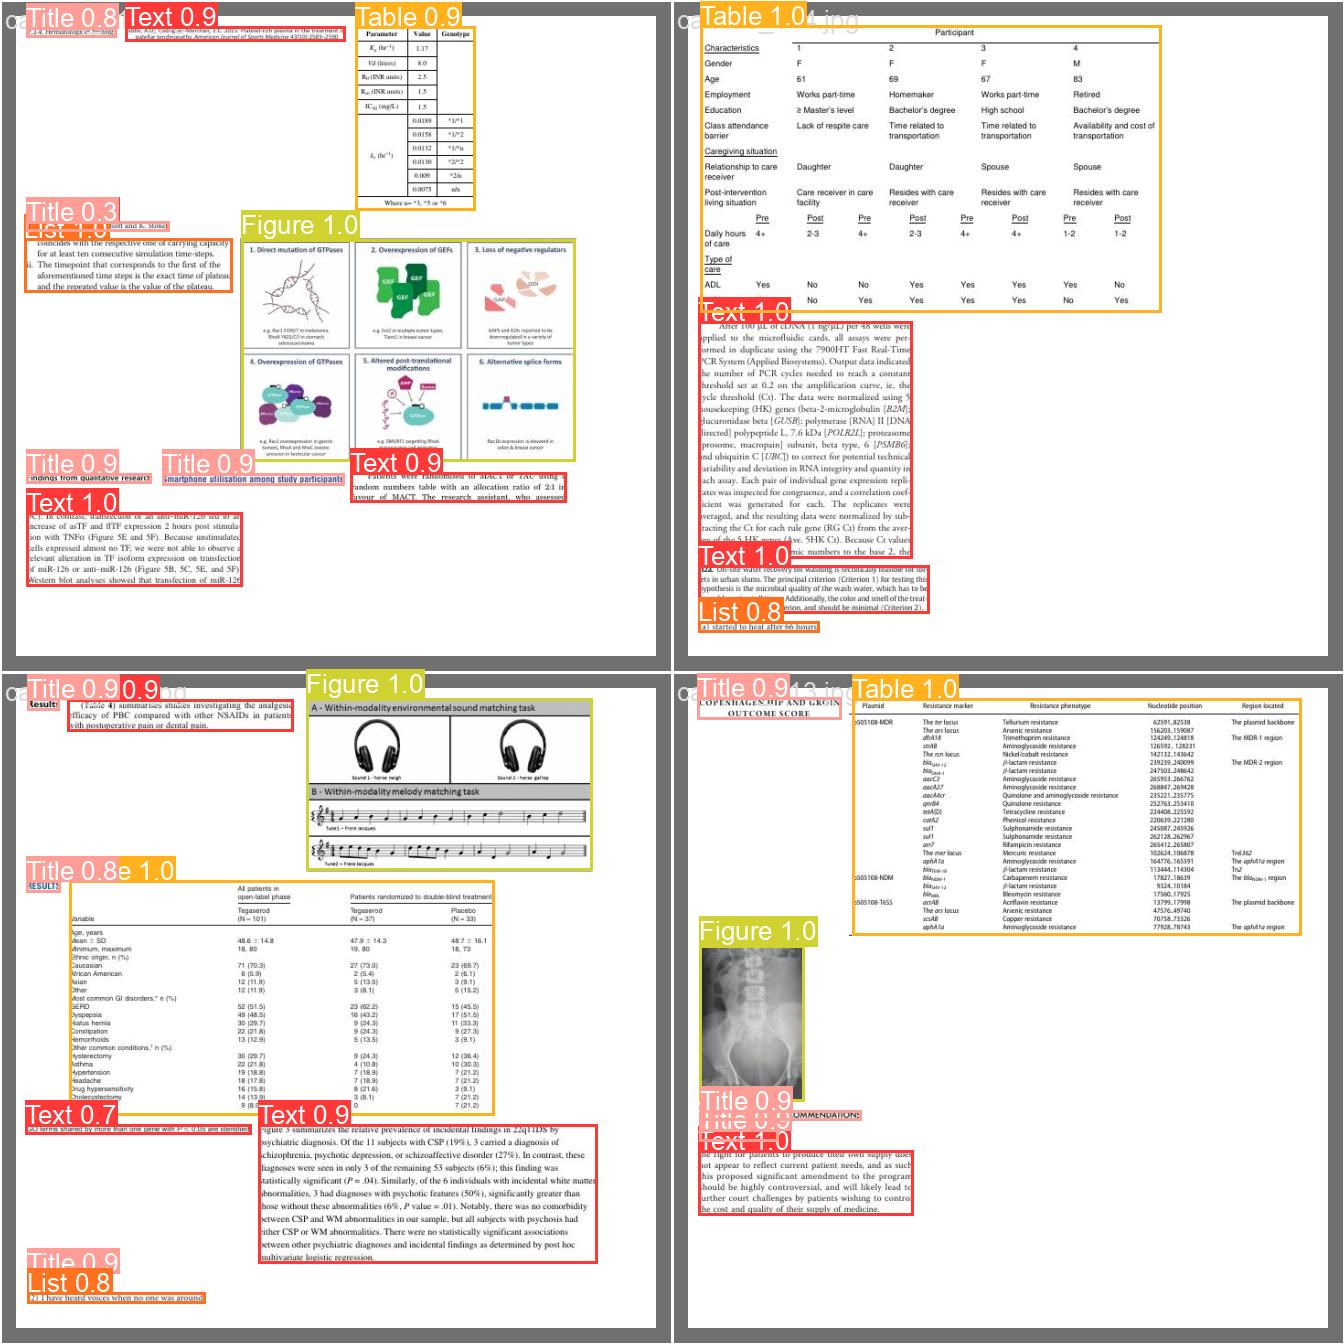 Title 0.8
Text 0.9
patellar tendinopathy. American Journal of Sports Medicine 43(10):2583–2590
Table 0.9
Parameter Value Genotype
1.17
Vd (liters) 8.0
(INR units) 2.5
(INR units) 1.5
(mg/L) 1.5
0.0189 *1/*1
0.0158 *1/*2
0.0132 *1/*n
0.0130 *2/*2
0.009 *2/n
0.0075 n/n
Where n= *3, *5 or *6
Title 0.3
List 1.0
coincides with the respective one of carrying capacity
for at least ten consecutive simulation time-steps.
The timepoint that corresponds to the first of the
aforementioned time steps is the exact time of plateau
and the repeated value is the value of the plateau.
Figure 1.0
1. Direct mutation of GTPases
2. Overexpression of GEFs
3. Loss of negative regulators
GEF
GEF
GEF
GEF
GAP
GDI
4. Overexpression of GTPases
5. Altered post-translational
modifications
6. Alternative splice forms
Title 0.9
findings from qualitative research
Title 0.9
Smartphone utilisation among study participants
Text 0.9
Patients were randomised to MACT or TAU using a
random numbers table with an allocation ratio of 2:1 in
favour of MACT. The research assistant, who assessed
Text 1.0
5C). In contrast, transfection of an anti–miR-126 led to an
increase of asTF and flTF expression 2 hours post stimula-
tion with TNFα (Figure 5E and 5F). Because unstimulated
cells expressed almost no TF, we were not able to observe a
relevant alteration in TF isoform expression on transfection
of miR-126 or anti–miR-126 (Figure 5B, 5C, 5E, and 5F).
Western blot analyses showed that transfection of miR-126
Table 1.0
Participant
Characteristics 1 2 3 4
Gender F F F M
Age 61 69 67 83
Employment Works part-time Homemaker Works part-time Retired
Education ≥ Master's level Bachelor's degree High school Bachelor's degree
Class attendance barrier Lack of respite care Time related to transportation Time related to transportation Availability and cost of transportation
Caregiving situation
Relationship to care receiver Daughter Daughter Spouse Spouse
Post-intervention living situation Care receiver in care facility Resides with care receiver Resides with care receiver Resides with care receiver
Pre Post Pre Post Pre Post Pre Post
Daily hours of care 4+ 2-3 4+ 2-3 4+ 4+ 1-2 1-2
Type of care
ADL Yes No No Yes Yes Yes Yes No
No Yes Yes Yes Yes No Yes
Text 1.0
After 100 μL of cDNA (1 ng/μL) per 48 wells were
applied to the microfluidic cards, all assays were per-
formed in duplicate using the 7900HT Fast Real-Time
PCR System (Applied Biosystems). Output data indicated
the number of PCR cycles needed to reach a constant
threshold set at 0.2 on the amplification curve, ie, the
cycle threshold (Ct). The data were normalized using 5
housekeeping (HK) genes (beta-2-microglobulin [B2M];
glucuronidase beta [GUSB]; polymerase [RNA] II [DNA
directed] polypeptide L, 7.6 kDa [POLR2L]; proteasome
[prosome, macropain] subunit, beta type, 6 [PSMB6];
and ubiquitin C [UBC]) to correct for potential technical
variability and deviation in RNA integrity and quantity in
each assay. Each pair of individual gene expression repli-
cates was inspected for congruence, and a correlation coef-
ficient was generated for each. The replicates were
averaged, and the resulting data were normalized by sub-
tracting the Ct for each rule gene (RG Ct) from the aver-
age of the 5 HK genes (Ave. 5HK Ct). Because Ct values
numbers to the base 2, the
Text 1.0
On-site water recovery for washing is technically feasible for toil-
ets in urban slums. The principal criterion (Criterion 1) for testing this
hypothesis is the microbial quality of the wash water, which has to be
Additionally, the color and smell of the treat-
and should be minimal (Criterion 2).
List 0.8
a) started to heat after 66 hours
Title 0.9
0.9
Results
(Table 4) summarises studies investigating the analgesic
efficacy of PBC compared with other NSAIDs in patients
with postoperative pain or dental pain.
Figure 1.0
A - Within-modality environmental sound matching task
Sound 1 - horse neigh
Sound 2 - horse gallop
B - Within-modality melody matching task
Tune1 – Frere Jacques
Tune2 – Frere Jacques
Title 0.8
e 1.0
RESULTS
All patients in open-label phase Patients randomized to double-blind treatment
Variable Tegaserod (N = 101) Tegaserod (N = 37) Placebo (N = 33)
Age, years
Mean ± SD 48.6 ± 14.8 47.9 ± 14.3 48.7 ± 16.1
Minimum, maximum 18, 80 19, 80 18, 73
Ethnic origin, n (%)
Caucasian 71 (70.3) 27 (73.0) 23 (69.7)
African American 6 (5.9) 2 (5.4) 2 (6.1)
Asian 12 (11.9) 5 (13.5) 3 (9.1)
Other 12 (11.9) 3 (8.1) 5 (15.2)
Most common GI disorders,* n (%)
GERD 52 (51.5) 23 (62.2) 15 (45.5)
Dyspepsia 49 (48.5) 16 (43.2) 17 (51.5)
Hiatus hernia 30 (29.7) 9 (24.3) 11 (33.3)
Constipation 22 (21.8) 9 (24.3) 9 (27.3)
Hemorrhoids 13 (12.9) 5 (13.5) 3 (9.1)
Other common conditions,† n (%)
Hysterectomy 30 (29.7) 9 (24.3) 12 (36.4)
Asthma 22 (21.8) 4 (10.8) 10 (30.3)
Hypertension 19 (18.8) 7 (18.9) 7 (21.2)
Headache 18 (17.8) 7 (18.9) 7 (21.2)
Drug hypersensitivity 16 (15.8) 8 (21.6) 3 (9.1)
Cholecystectomy 14 (13.9) 3 (8.1) 7 (21.2)
0 7 (21.2)
Text 0.7
GO terms shared by more than one gene with P ≤ 0.05 are identified
Text 0.9
Figure 3 summarizes the relative prevalence of incidental findings in 22q11DS by
psychiatric diagnosis. Of the 11 subjects with CSP (19%), 3 carried a diagnosis of
schizophrenia, psychotic depression, or schizoaffective disorder (27%). In contrast, these
diagnoses were seen in only 3 of the remaining 53 subjects (6%); this finding was
statistically significant (P = .04). Similarly, of the 6 individuals with incidental white matter
abnormalities, 3 had diagnoses with psychotic features (50%), significantly greater than
those without these abnormalities (6%, P value = .01). Notably, there was no comorbidity
between CSP and WM abnormalities in our sample, but all subjects with psychosis had
either CSP or WM abnormalities. There were no statistically significant associations
between other psychiatric diagnoses and incidental findings as determined by post hoc
multivariate logistic regression.
Title 0.9
List 0.8
2) I have heard voices when no one was around
Title 0.9
COPENHAGEN HIP AND GROIN
OUTCOME SCORE
Table 1.0
Plasmid Resistance marker Resistance phenotype Nucleotide position Region located
p505108-MDR The ter locus Tellurium resistance 62591..82538 The plasmid backbone
The ars locus Arsenic resistance 156203..159087
dfrA18 Trimethoprim resistance 124249..124818 The MDR-1 region
strAB Aminoglycoside resistance 126592..128231
The rcn locus Nickel/cobalt resistance 142132..143642
blaSHV-12 β-lactam resistance 239239..240099 The MDR-2 region
blaDHA-1 β-lactam resistance 247503..248642
aacC3 Aminoglycoside resistance 265953..266762
aacA27 Aminoglycoside resistance 268847..269428
aacA4cr Quinolone and aminoglycoside resistance 235221..235775
qnrB4 Quinolone resistance 252763..253410
tetA(D) Tetracycline resistance 224408..225592
catA2 Phenicol resistance 220639..221280
sul1 Sulphonamide resistance 245087..245926
sul1 Sulphonamide resistance 262128..262967
arr7 Rifampicin resistance 265412..265807
The mer locus Mercuric resistance 102624..106878 Tn6362
aphA1a Aminoglycoside resistance 164776..165591 The aphA1a region
blaTEM-1B β-lactam resistance 113444..114304 Tn2
p505108-NDM blaNDM-1 Carbapenem resistance 17827..18639 The blaNDM-1 region
blaSHV-12 β-lactam resistance 9324..10184
bleMBL Bleomycin resistance 17560..17925
p505108-T6SS acrAB Acriflavin resistance 13799..17998 The plasmid backbone
The ars locus Arsenic resistance 47576..49740
scsAB Copper resistance 70758..73326
aphA1a Aminoglycoside resistance 77928..78743 The aphA1a region
Figure 1.0
Title 0.9
Text 1.0
the right for patients to produce their own supply does
not appear to reflect current patient needs, and as such
this proposed significant amendment to the program
should be highly controversial, and will likely lead to
further court challenges by patients wishing to control
the cost and quality of their supply of medicine.